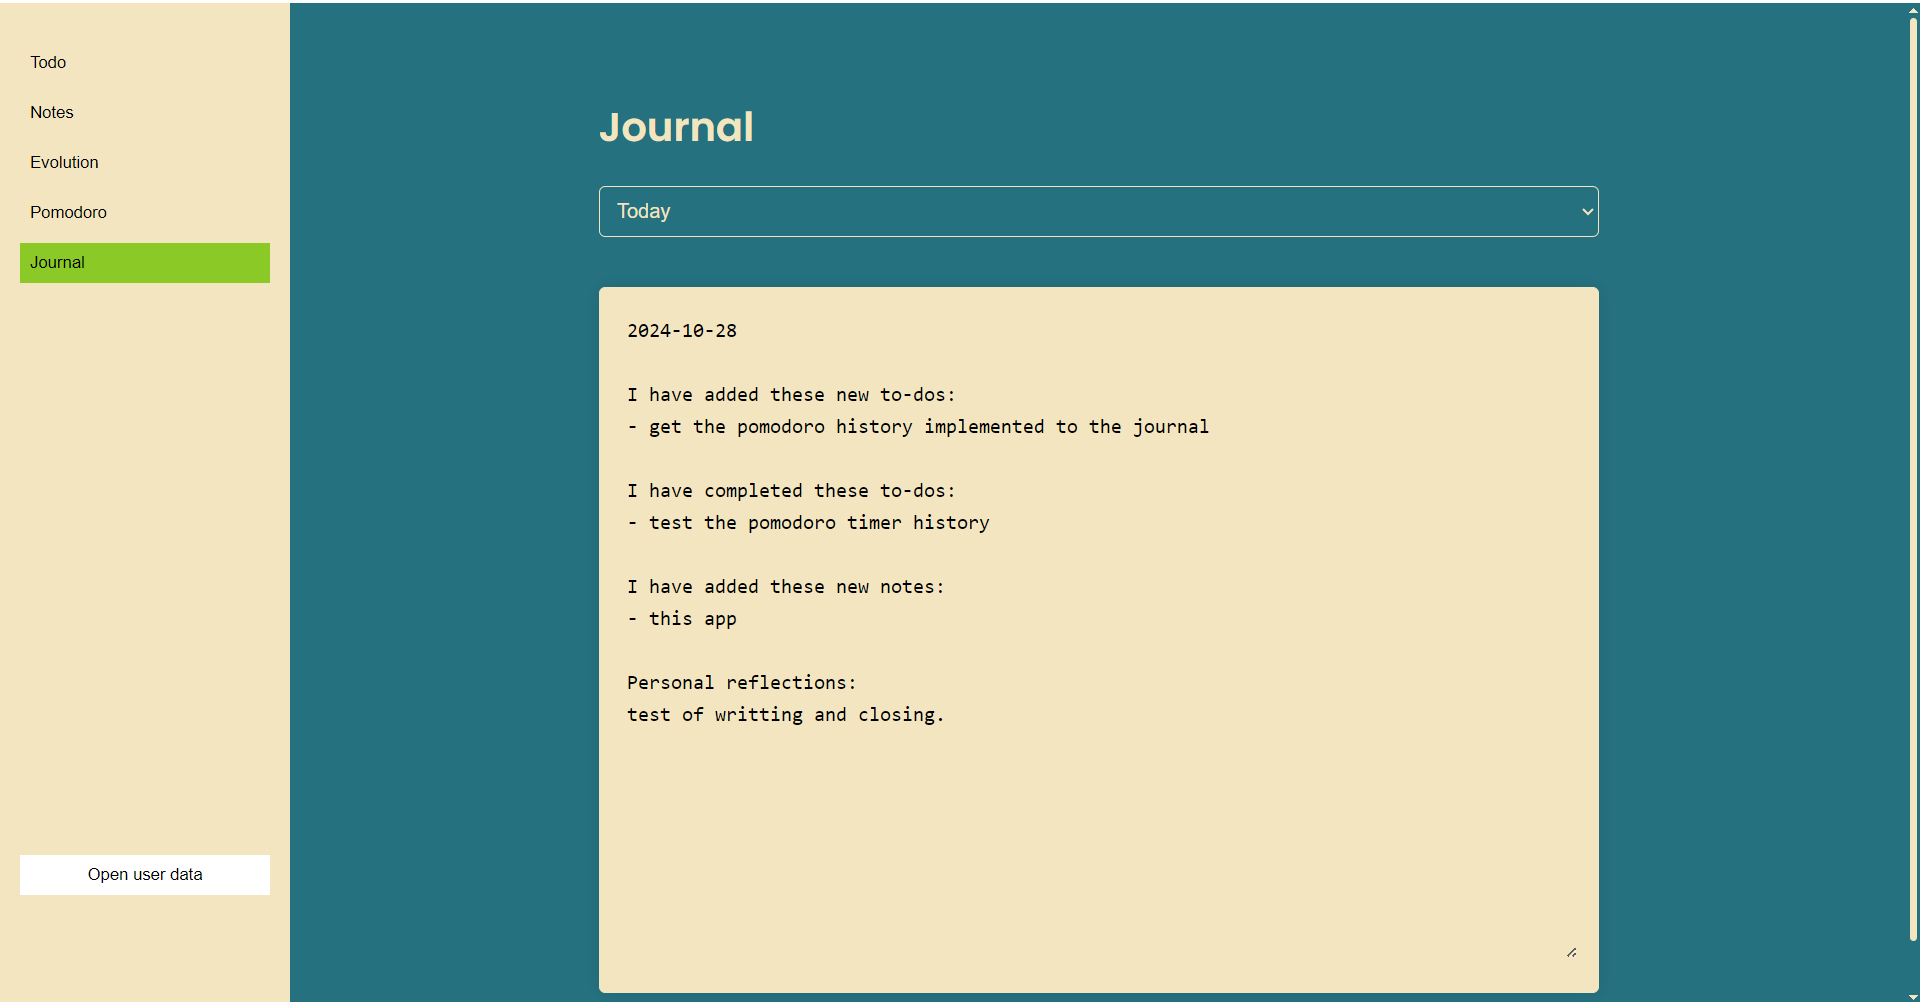 Todo
Notes
Evolution
Pomodoro
Journal
Open user data
Journal
Today
2024-10-28
I have added these new to-dos:
- get the pomodoro history implemented to the journal
I have completed these to-dos:
- test the pomodoro timer history
I have added these new notes:
- this app
Personal reflections:
test of writting and closing.